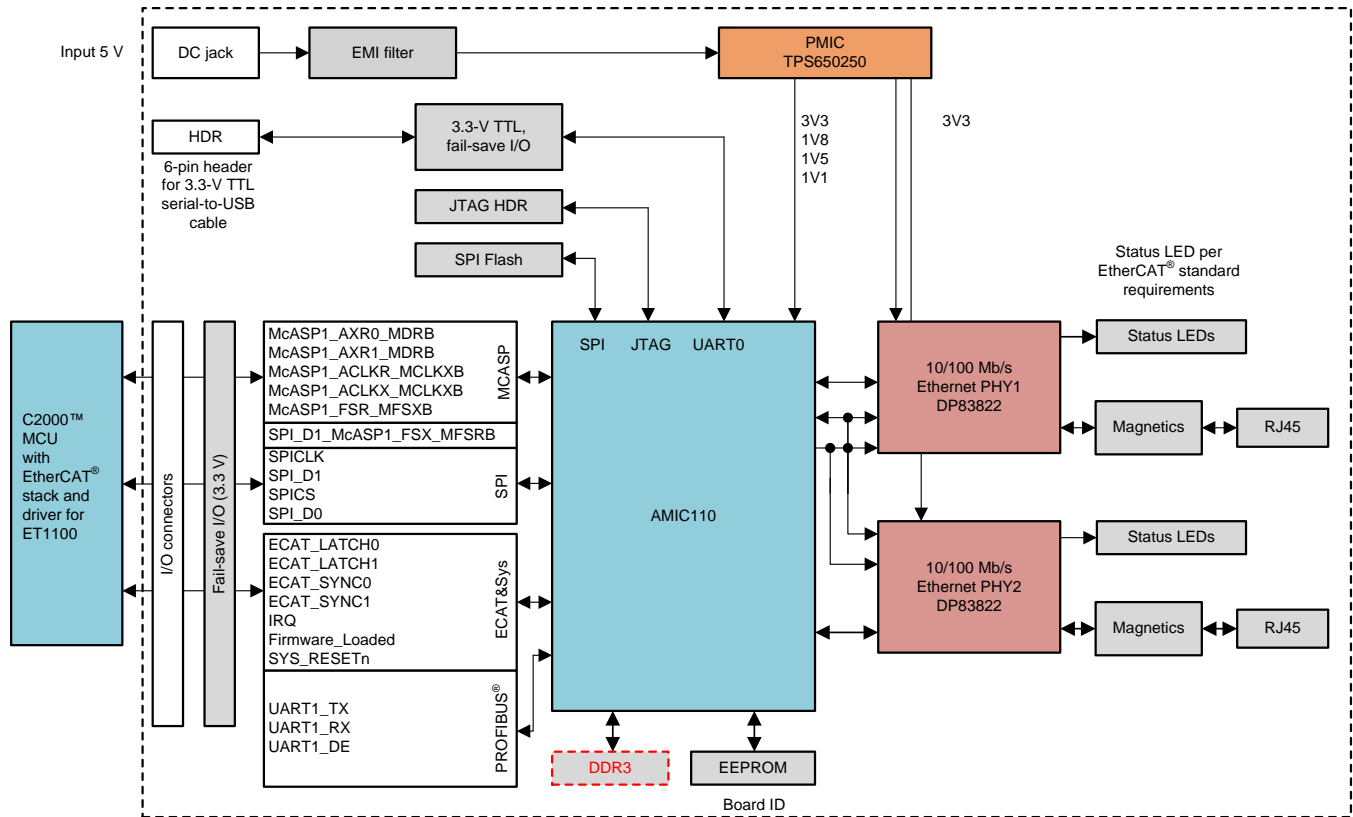 Input 5 V
DC jack
EMI filter
PMIC
TPS650250
HDR
6-pin header
for 3.3-V TTL
serial-to-USB
cable
3.3-V TTL,
fail-save I/O
3V3
1V8
1V5
1V1
3V3
JTAG HDR
SPI Flash
Status LED per
EtherCAT® standard
requirements
C2000™
MCU
with
EtherCAT®
stack and
driver for
ET1100
I/O connectors
Fail-save I/O (3.3 V)
McASP1_AXR0_MDRB
McASP1_AXR1_MDRB
McASP1_ACLKR_MCLKXB
McASP1_ACLKX_MCLKXB
McASP1_FSR_MFSXB
MCASP
SPI_D1_McASP1_FSX_MFSRB
SPICLK
SPI_D1
SPICS
SPI_D0
SPI
ECAT_LATCH0
ECAT_LATCH1
ECAT_SYNC0
ECAT_SYNC1
IRQ
Firmware_Loaded
SYS_RESETn
ECAT&Sys
UART1_TX
UART1_RX
UART1_DE
PROFIBUS®
SPI JTAG UART0
AMIC110
10/100 Mb/s
Ethernet PHY1
DP83822
Status LEDs
Magnetics
RJ45
10/100 Mb/s
Ethernet PHY2
DP83822
Status LEDs
Magnetics
RJ45
DDR3
EEPROM
Board ID